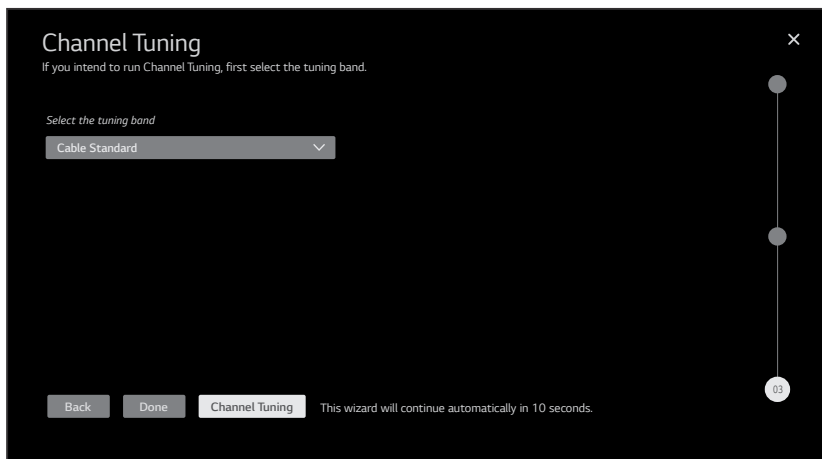 Channel Tuning
If you intend to run Channel Tuning, first select the tuning band.
Select the tuning band
Cable Standard
03
Back
Done
Channel Tuning
This wizard will continue automatically in 10 seconds.